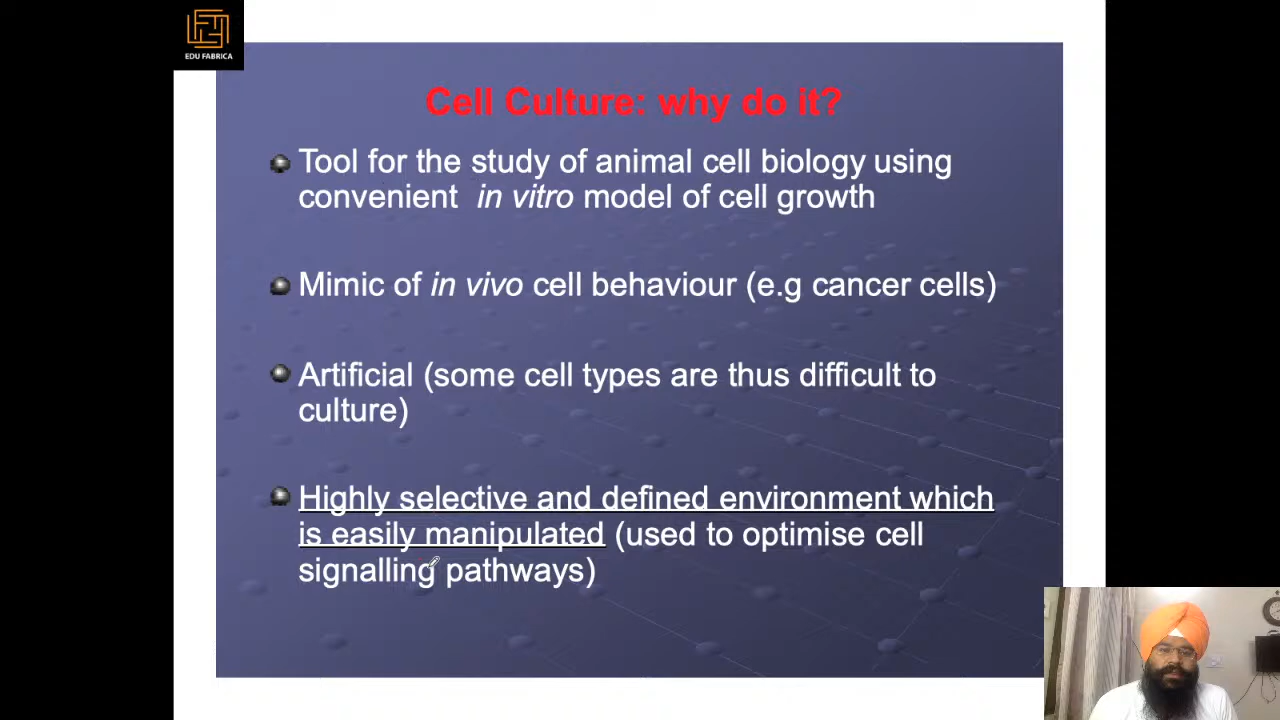 EDU FABRICA
Cell Culture: why do it?
Tool for the study of animal cell biology using
convenient in vitro model of cell growth
Mimic of in vivo cell behaviour (e.g cancer cells)
Artificial (some cell types are thus difficult to
culture)
Highly selective and defined environment which
is easily manipulated (used to optimise cell
signalling pathways)